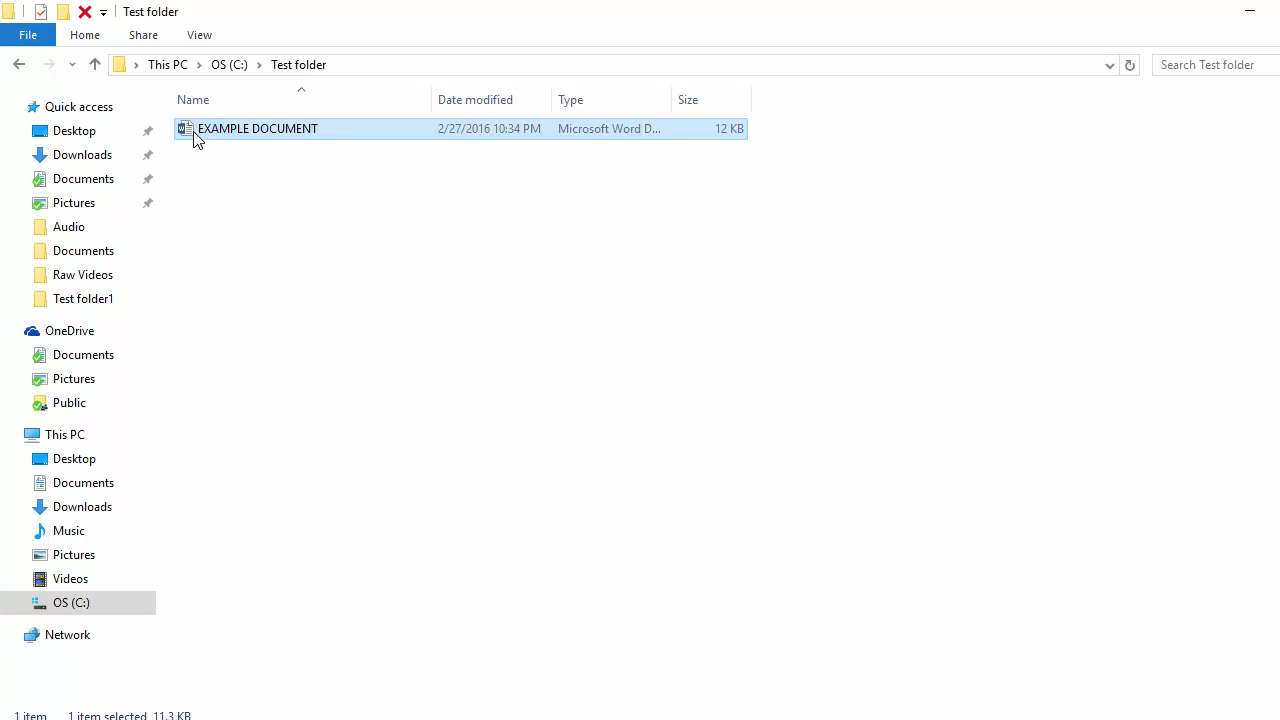 Test folder
File Home Share View
This PC OS (C:) Test folder Search Test folder
Name Date modified Type Size
EXAMPLE DOCUMENT 2/27/2016 10:34 PM Microsoft Word D... 12 KB
Quick access
Desktop
Downloads
Documents
Pictures
Audio
Documents
Raw Videos
Test folder1
OneDrive
Documents
Pictures
Public
This PC
Desktop
Documents
Downloads
Music
Pictures
Videos
OS (C:)
Network
1 item 1 item selected 11.3 KB